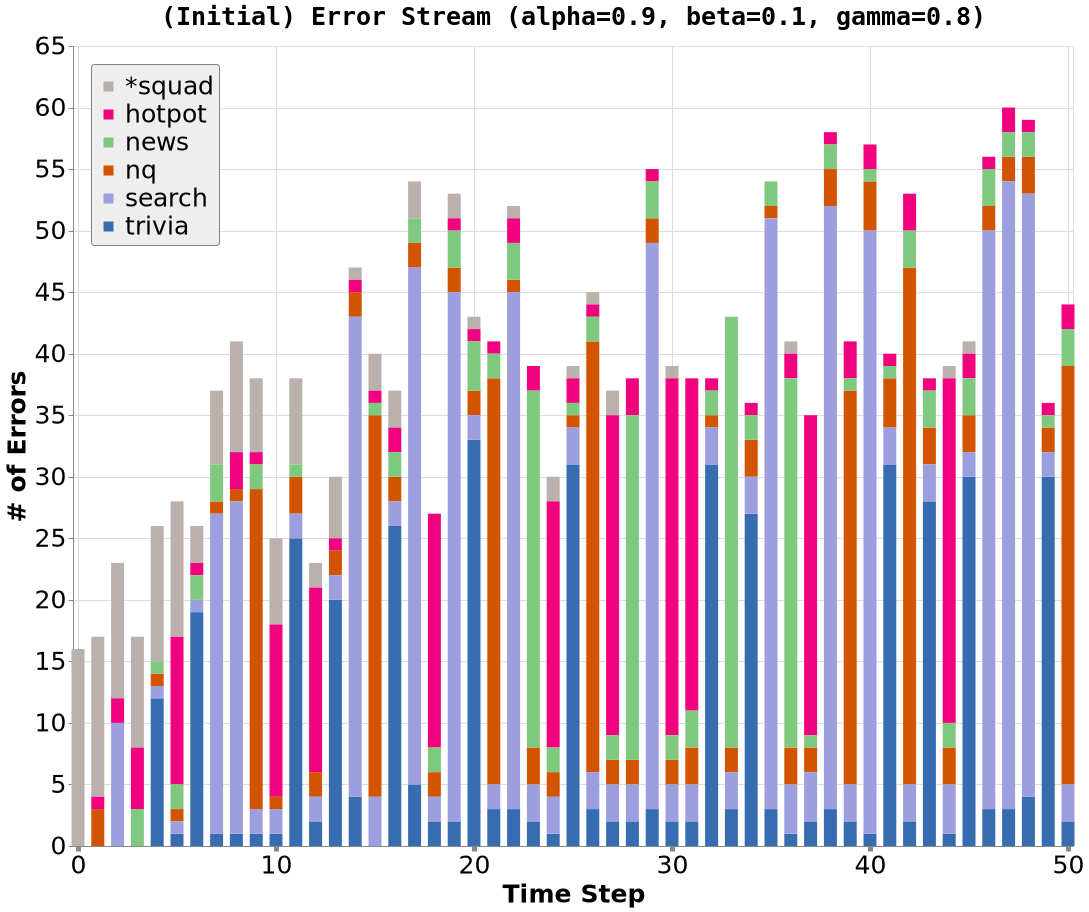 (Initial) Error Stream (alpha=0.9, beta=0.1, gamma=0.8)
65
60
55
50
45
40
35
30
25
20
15
10
5
0
# of Errors
*squad
hotpot
news
nq
search
trivia
0 10 20 30 40 50
Time Step